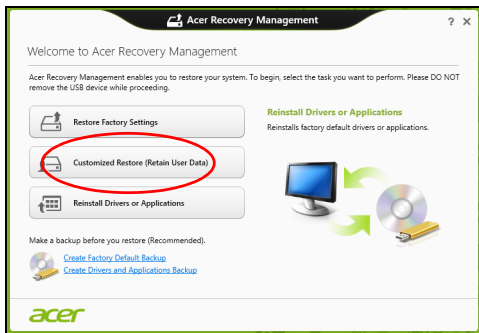 Acer Recovery Management
? X
Welcome to Acer Recovery Management
Acer Recovery Management enables you to restore your system. To begin, select the task you want to perform. Please DO NOT
remove the USB device while proceeding.
Restore Factory Settings
Customized Restore (Retain User Data)
Reinstall Drivers or Applications
Reinstall Drivers or Applications
Reinstalls factory default drivers or applications.
Make a backup before you restore (Recommended).
Create Factory Default Backup
Create Drivers and Applications Backup
acer